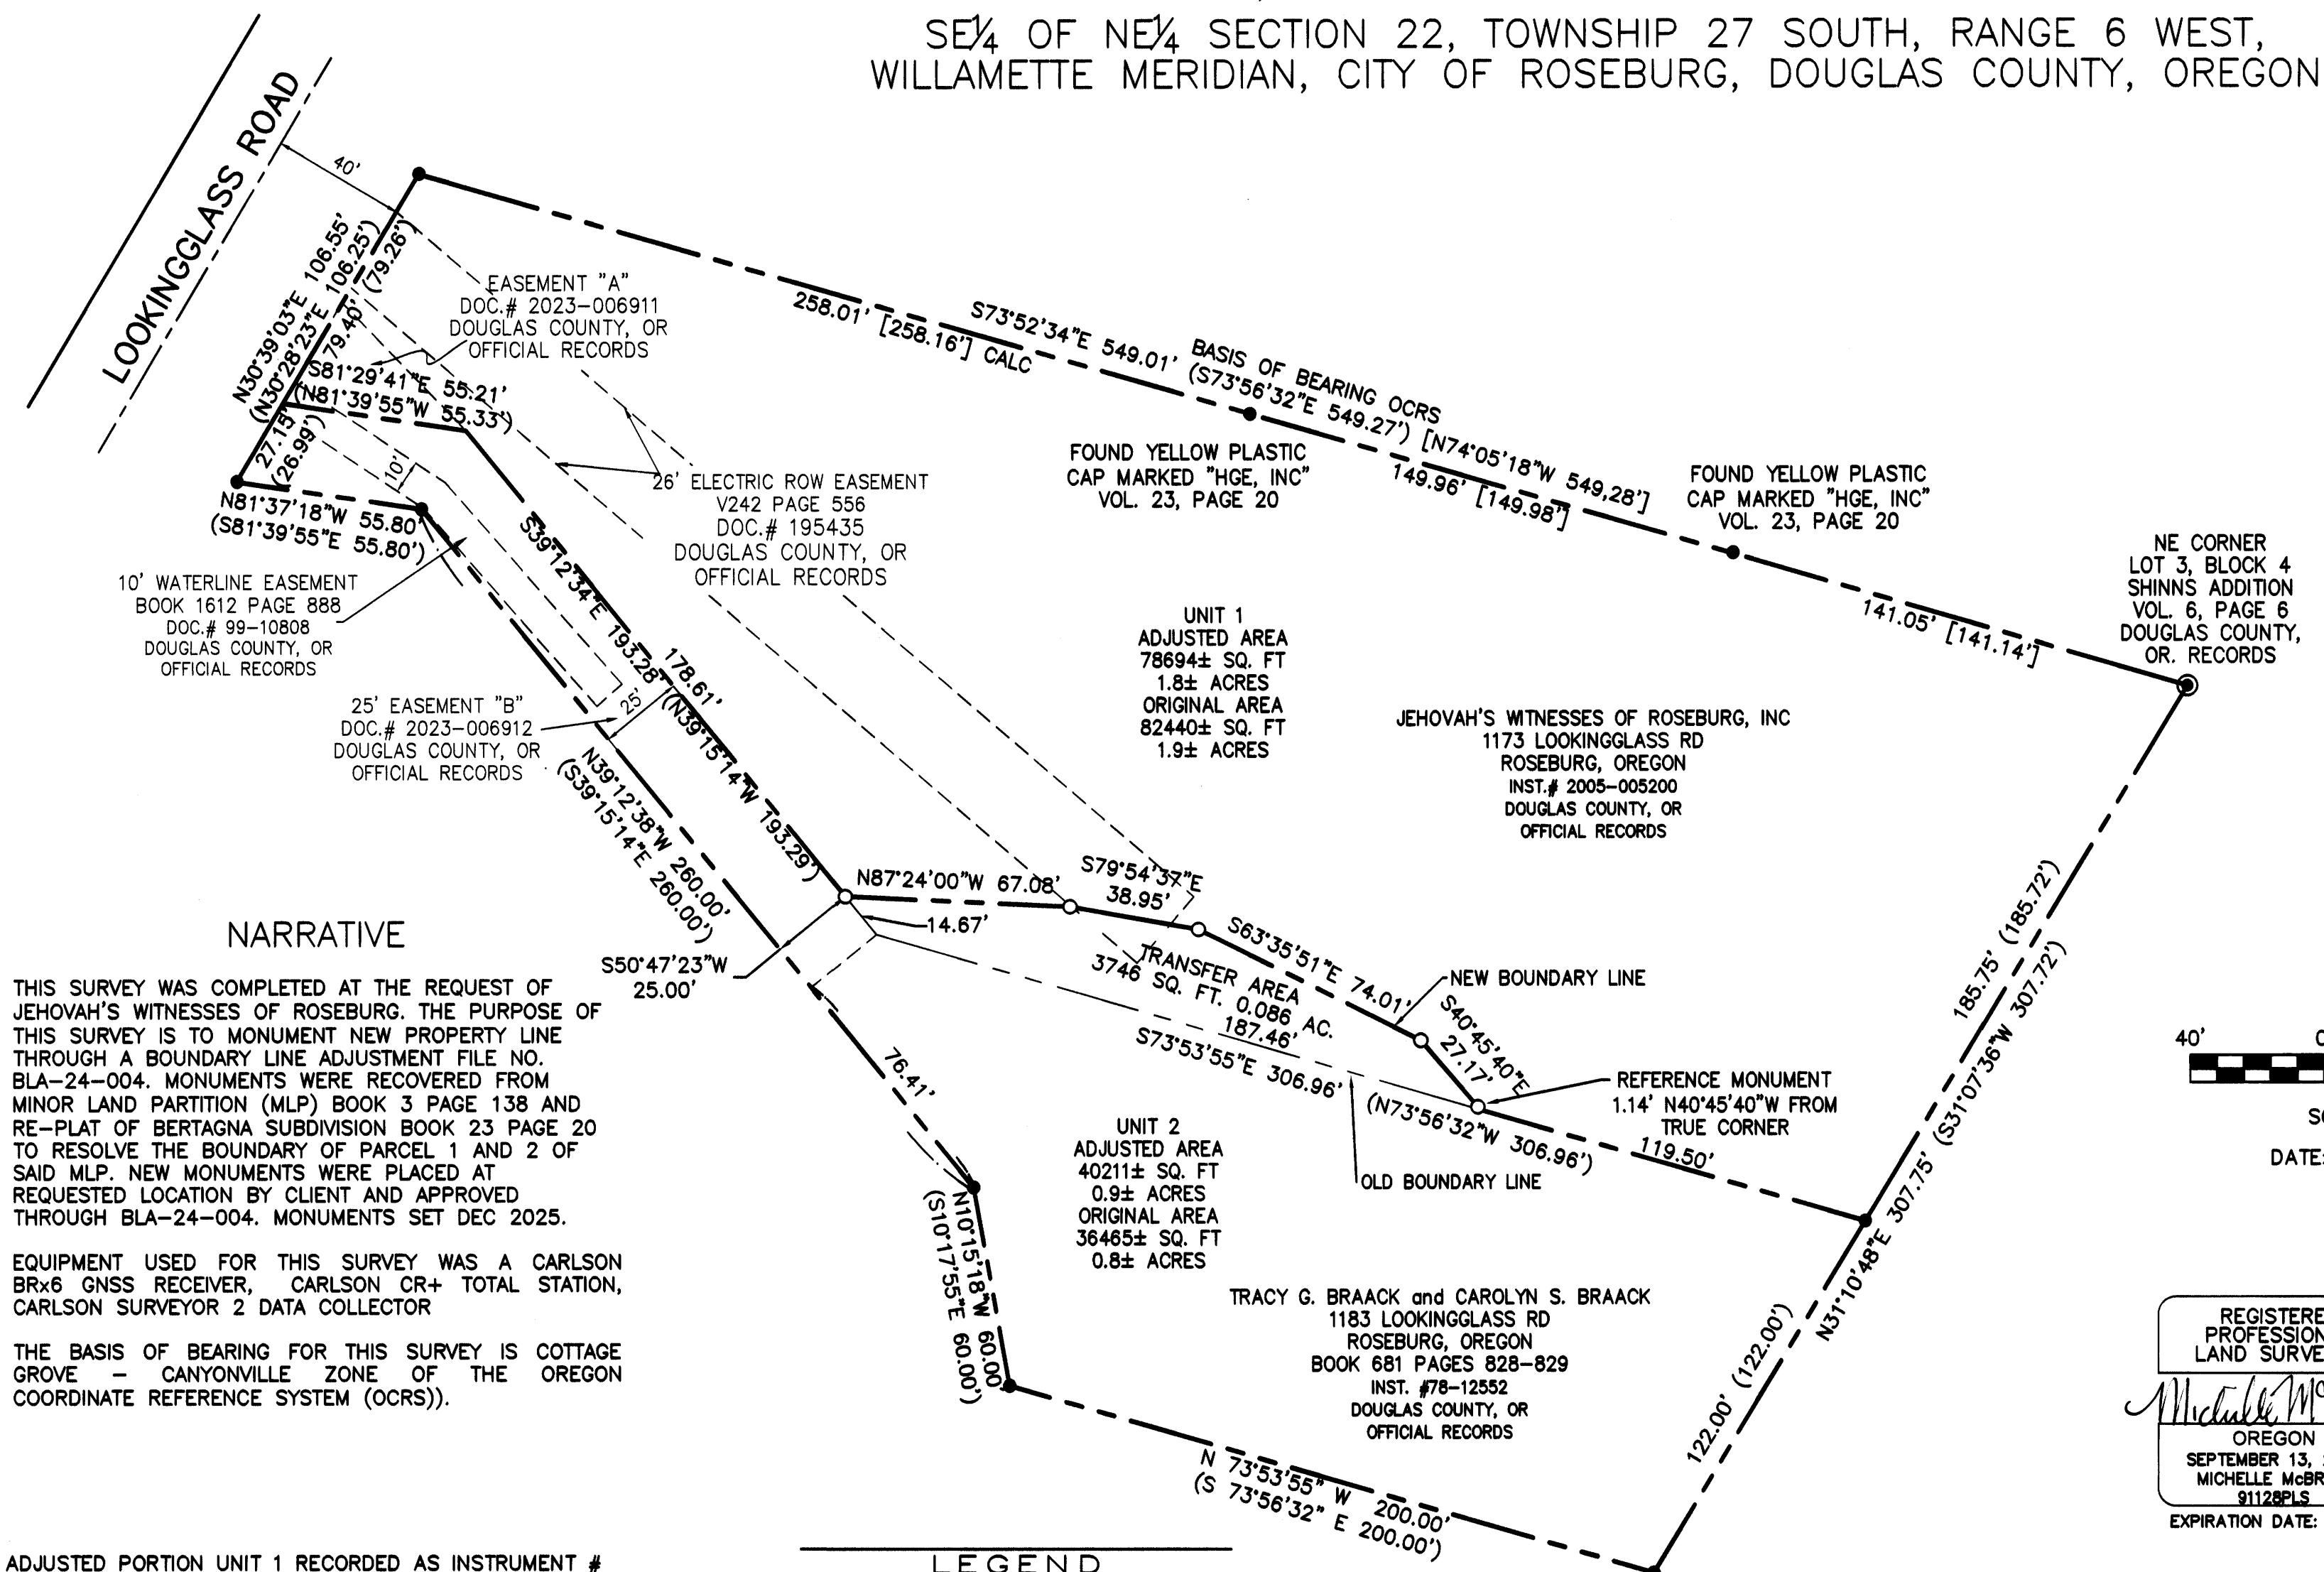 SE¼ OF NE¼ SECTION 22, TOWNSHIP 27 SOUTH, RANGE 6 WEST,
WILLAMETTE MERIDIAN, CITY OF ROSEBURG, DOUGLAS COUNTY, OREGON
LOOKINGGLASS ROAD
40'
N30°39'03"E 106.55'
(N30°28'23"E 106.25')
79.40' (79.26')
27.15'
(26.99')
S81°29'41"E 55.21'
(N81°39'55"W 55.33')
N81°37'18"W 55.80'
(S81°39'55"E 55.80')
10'
EASEMENT "A"
DOC.# 2023-006911
DOUGLAS COUNTY, OR
OFFICIAL RECORDS
26' ELECTRIC ROW EASEMENT
V242 PAGE 556
DOC.# 195435
DOUGLAS COUNTY, OR
OFFICIAL RECORDS
10' WATERLINE EASEMENT
BOOK 1612 PAGE 888
DOC.# 99-10808
DOUGLAS COUNTY, OR
OFFICIAL RECORDS
25' EASEMENT "B"
DOC.# 2023-006912
DOUGLAS COUNTY, OR
OFFICIAL RECORDS
25'
S39°12'34"E 193.28'
(N39°15'14"W 193.29')
178.61'
N39°12'38"W 260.00'
(S39°15'14"E 260.00')
258.01' [258.16'] CALC
S73°52'34"E 549.01'
BASIS OF BEARING OCRS
(S73°56'32"E 549.27') [N74°05'18"W 549,28']
149.96' [149.98']
141.05' [141.14']
FOUND YELLOW PLASTIC
CAP MARKED "HGE, INC"
VOL. 23, PAGE 20
FOUND YELLOW PLASTIC
CAP MARKED "HGE, INC"
VOL. 23, PAGE 20
NE CORNER
LOT 3, BLOCK 4
SHINNS ADDITION
VOL. 6, PAGE 6
DOUGLAS COUNTY,
OR. RECORDS
UNIT 1
ADJUSTED AREA
78694± SQ. FT
1.8± ACRES
ORIGINAL AREA
82440± SQ. FT
1.9± ACRES
JEHOVAH'S WITNESSES OF ROSEBURG, INC
1173 LOOKINGGLASS RD
ROSEBURG, OREGON
INST.# 2005-005200
DOUGLAS COUNTY, OR
OFFICIAL RECORDS
N87°24'00"W 67.08'
S79°54'37"E
38.95'
S63°35'51"E 74.01'
S40°45'40"E
27.17'
14.67'
S50°47'23"W
25.00'
TRANSFER AREA
3746 SQ. FT. 0.086 AC.
187.46'
S73°53'55"E 306.96'
(N73°56'32"W 306.96')
NEW BOUNDARY LINE
REFERENCE MONUMENT
1.14' N40°45'40"W FROM
TRUE CORNER
OLD BOUNDARY LINE
119.50'
185.75' (185.72')
N31°10'48"E 307.75' (S31°07'36"W 307.72')
122.00' (122.00')
76.41'
N10°15'18"W 60.00'
(S10°17'55"E 60.00')
UNIT 2
ADJUSTED AREA
40211± SQ. FT
0.9± ACRES
ORIGINAL AREA
36465± SQ. FT
0.8± ACRES
TRACY G. BRAACK and CAROLYN S. BRAACK
1183 LOOKINGGLASS RD
ROSEBURG, OREGON
BOOK 681 PAGES 828-829
INST. #78-12552
DOUGLAS COUNTY, OR
OFFICIAL RECORDS
N 73°53'55" W 200.00'
(S 73°56'32" E 200.00')
NARRATIVE
THIS SURVEY WAS COMPLETED AT THE REQUEST OF
JEHOVAH'S WITNESSES OF ROSEBURG. THE PURPOSE OF
THIS SURVEY IS TO MONUMENT NEW PROPERTY LINE
THROUGH A BOUNDARY LINE ADJUSTMENT FILE NO.
BLA-24-004. MONUMENTS WERE RECOVERED FROM
MINOR LAND PARTITION (MLP) BOOK 3 PAGE 138 AND
RE-PLAT OF BERTAGNA SUBDIVISION BOOK 23 PAGE 20
TO RESOLVE THE BOUNDARY OF PARCEL 1 AND 2 OF
SAID MLP. NEW MONUMENTS WERE PLACED AT
REQUESTED LOCATION BY CLIENT AND APPROVED
THROUGH BLA-24-004. MONUMENTS SET DEC 2025.
EQUIPMENT USED FOR THIS SURVEY WAS A CARLSON
BRx6 GNSS RECEIVER, CARLSON CR+ TOTAL STATION,
CARLSON SURVEYOR 2 DATA COLLECTOR
THE BASIS OF BEARING FOR THIS SURVEY IS COTTAGE
GROVE - CANYONVILLE ZONE OF THE OREGON
COORDINATE REFERENCE SYSTEM (OCRS)).
ADJUSTED PORTION UNIT 1 RECORDED AS INSTRUMENT #
LEGEND
40'
0
DATE:
REGISTERE
PROFESSION
LAND SURVE
Michelle Mc
OREGON
SEPTEMBER 13,
MICHELLE McBR
91128PLS
EXPIRATION DATE: